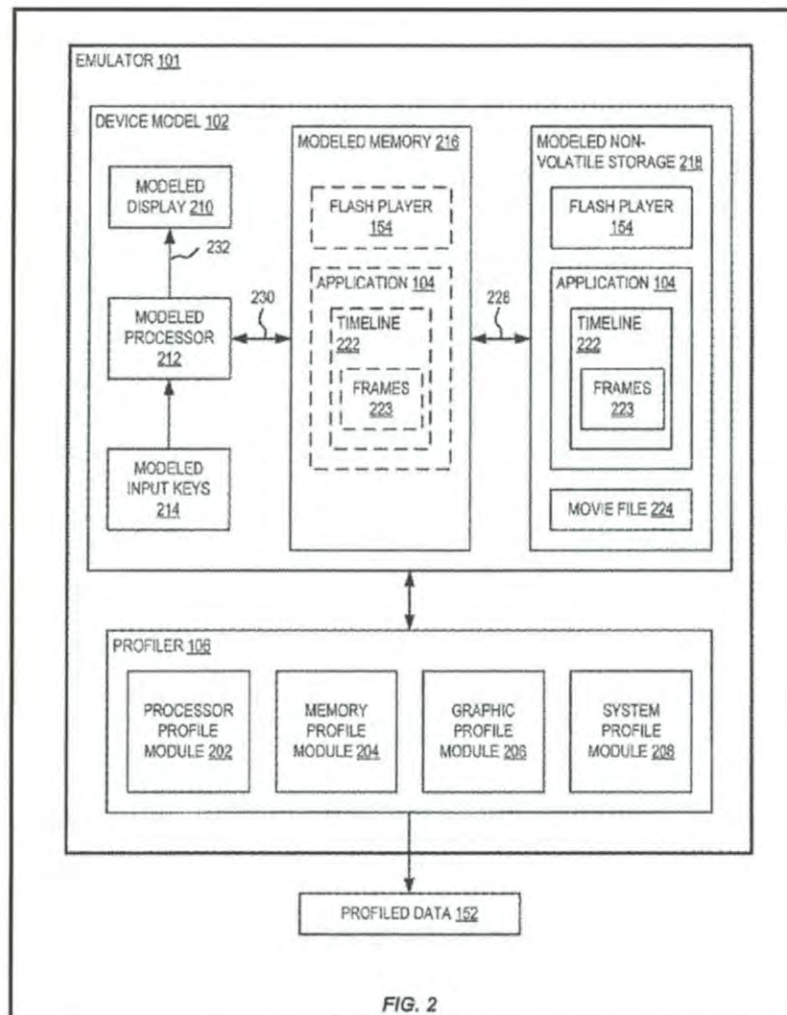 EMULATOR 101
DEVICE MODEL 102
MODELED
DISPLAY 210
232
MODELED
PROCESSOR
212
MODELED
INPUT KEYS
214
230
MODELED MEMORY 216
FLASH PLAYER
154
APPLICATION 104
TIMELINE
222
FRAMES
223
228
MODELED NON-
VOLATILE STORAGE 218
FLASH PLAYER
154
APPLICATION 104
TIMELINE
222
FRAMES
223
MOVIE FILE 224
PROFILER 106
PROCESSOR
PROFILE
MODULE 202
MEMORY
PROFILE
MODULE 204
GRAPHIC
PROFILE
MODULE 206
SYSTEM
PROFILE
MODULE 208
PROFILED DATA 152
FIG. 2